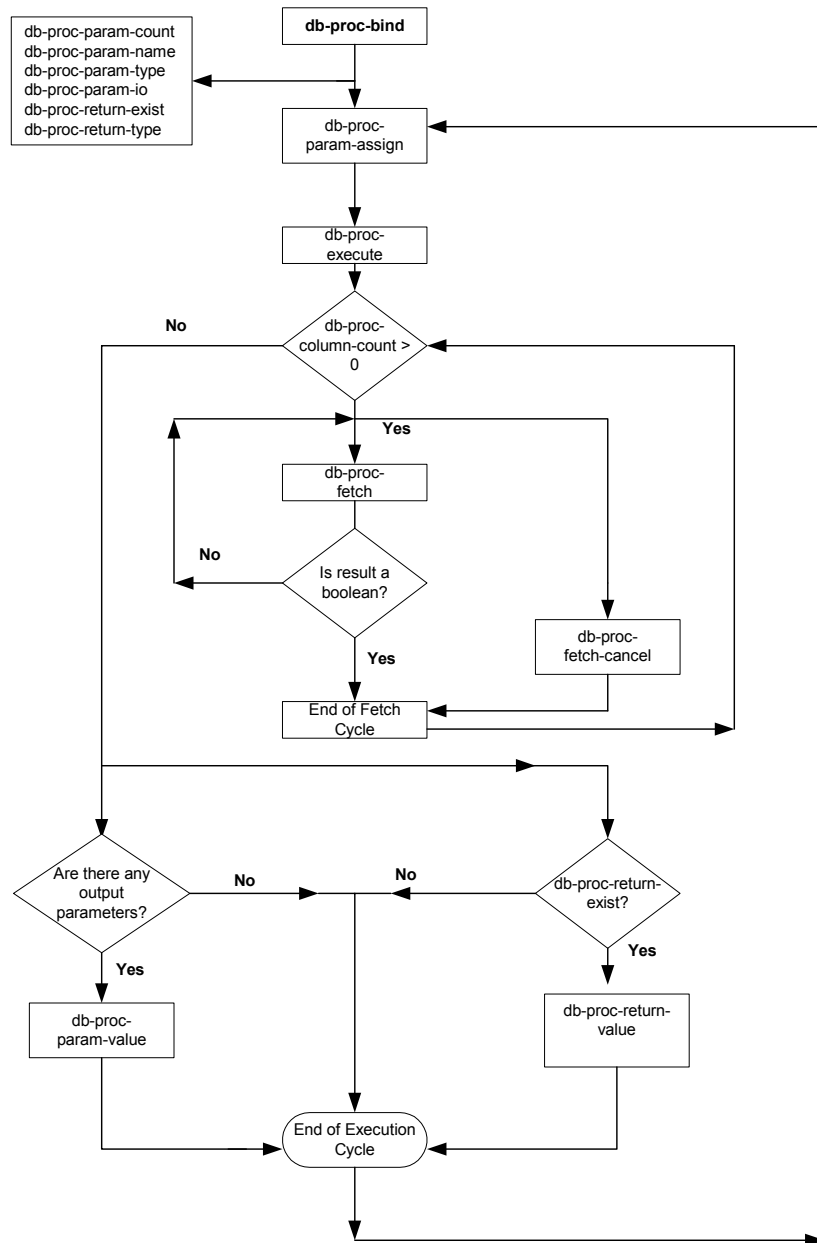 db-proc-param-count
db-proc-param-name
db-proc-param-type
db-proc-param-io
db-proc-return-exist
db-proc-return-type
db-proc-bind
db-proc-
param-assign
db-proc-
execute
No
db-proc-
column-count >
0
Yes
db-proc-
fetch
No
Is result a
boolean?
db-proc-
fetch-cancel
Yes
End of Fetch
Cycle
Are there any
output
parameters?
No
No
db-proc-return-
exist?
Yes
Yes
db-proc-
param-value
db-proc-return-
value
End of Execution
Cycle